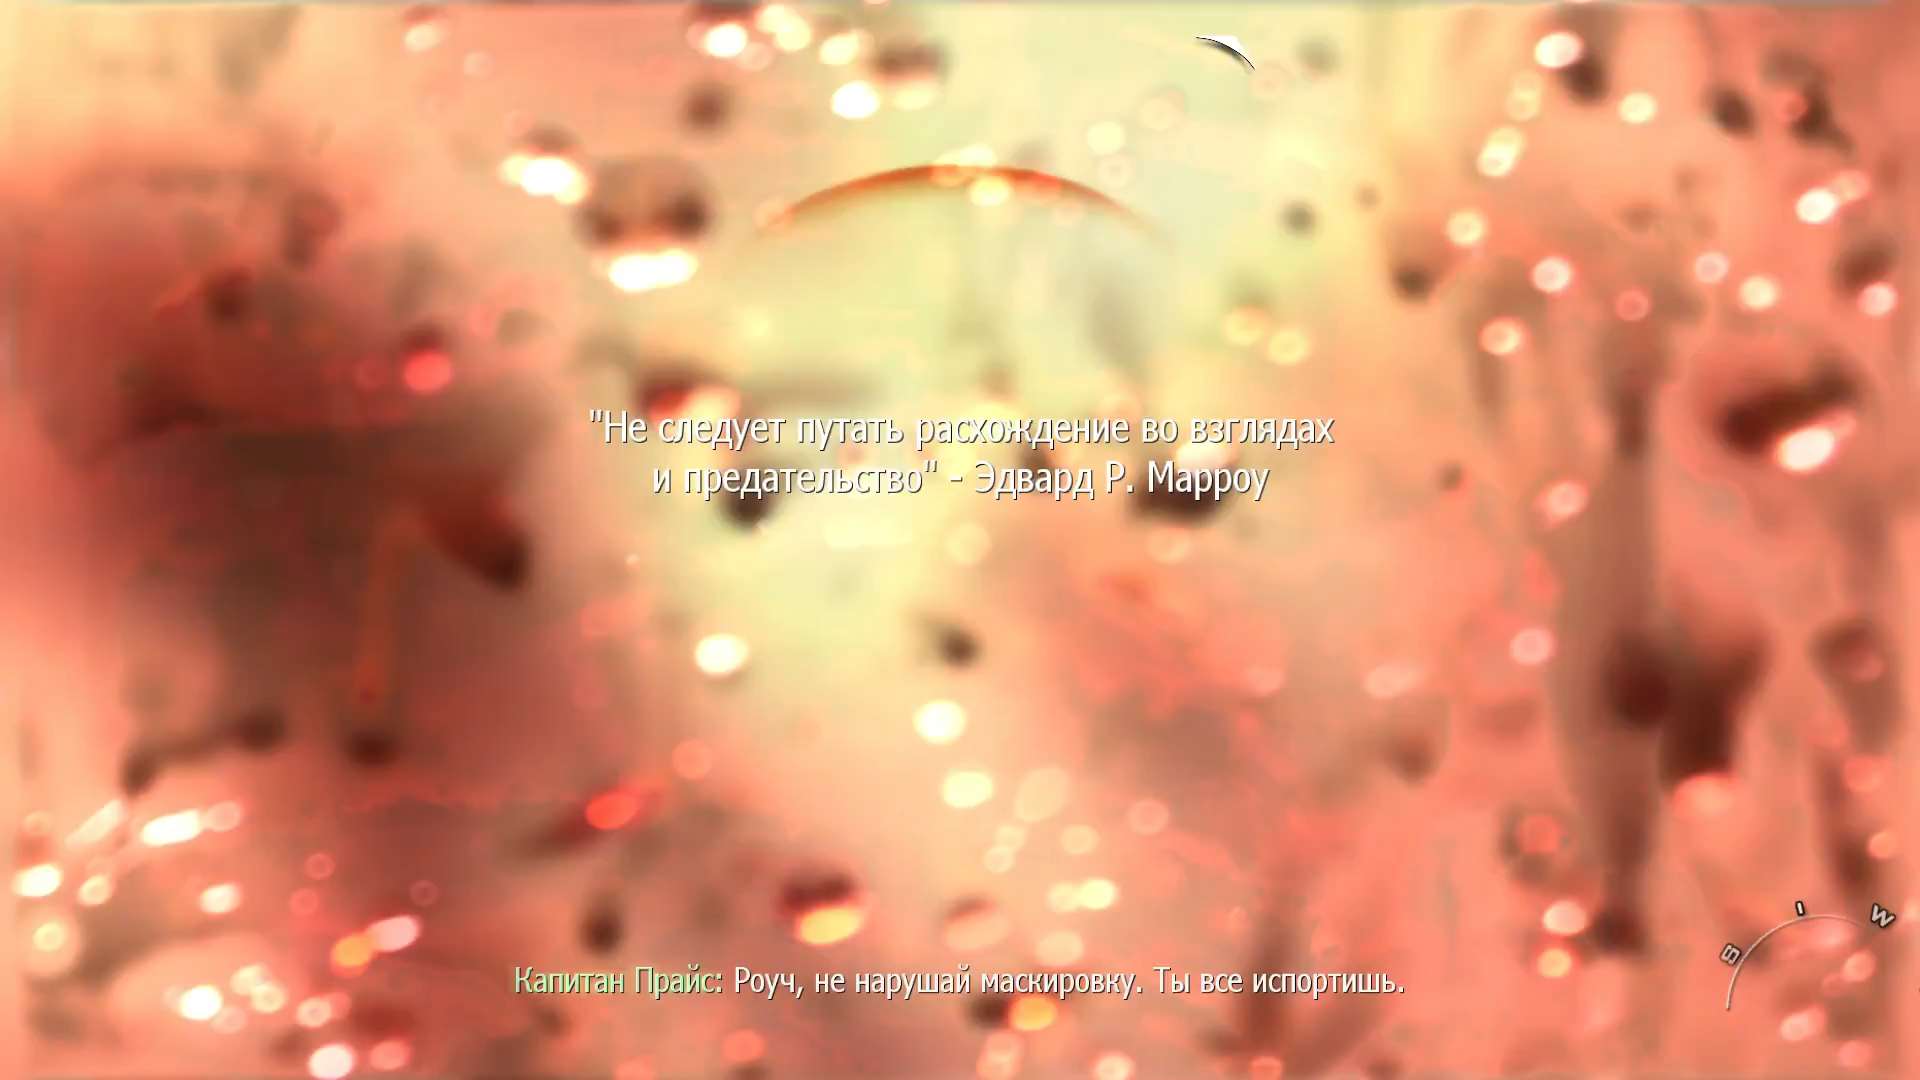 "Не следует путать расхождение во взглядах
и предательство" - Эдвард Р. Марроу
Капитан Прайс: Роуч, не нарушай маскировку. Ты все испортишь.
S W